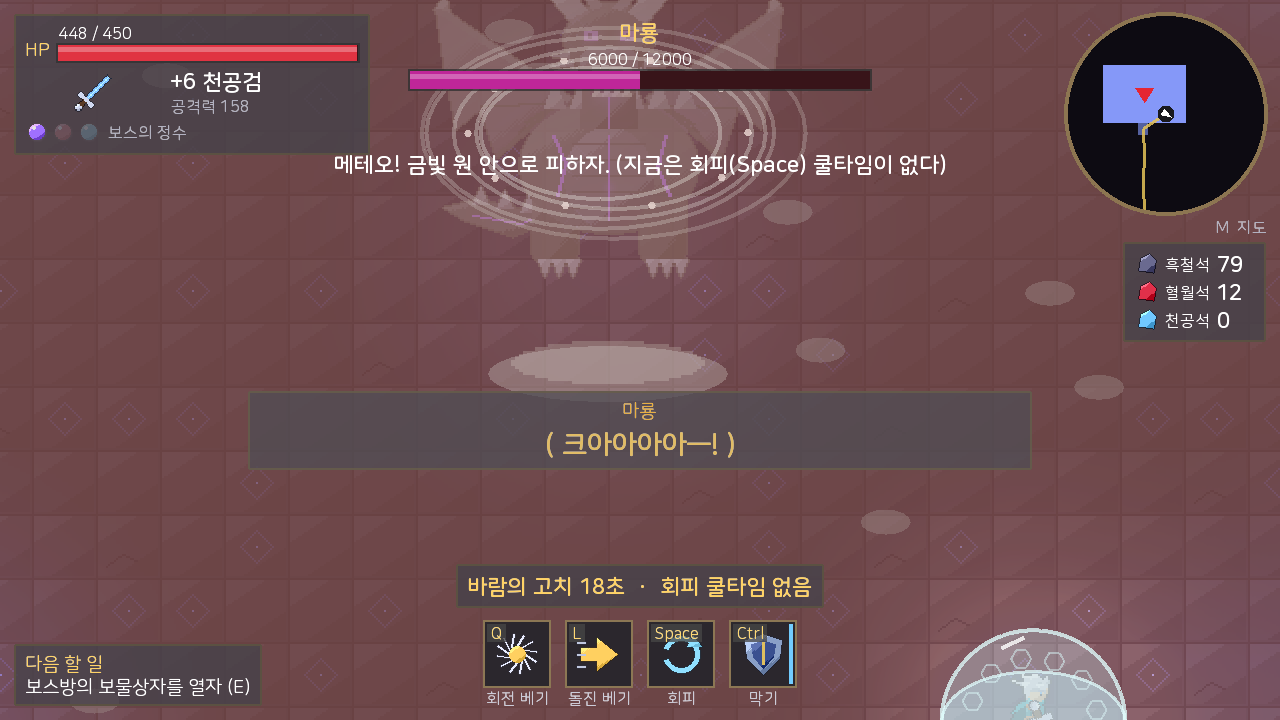 448 / 450
HP
+6 천공검
공격력 158
보스의 정수
마룡
6000 / 12000
메테오! 금빛 원 안으로 피하자. (지금은 회피(Space) 쿨타임이 없다)
M 지도
흑철석 79
혈월석 12
천공석 0
마룡
( 크아아아아—! )
바람의 고치 18초 · 회피 쿨타임 없음
Q
L
Space
Ctrl
회전 베기
돌진 베기
회피
막기
다음 할 일
보스방의 보물상자를 열자 (E)